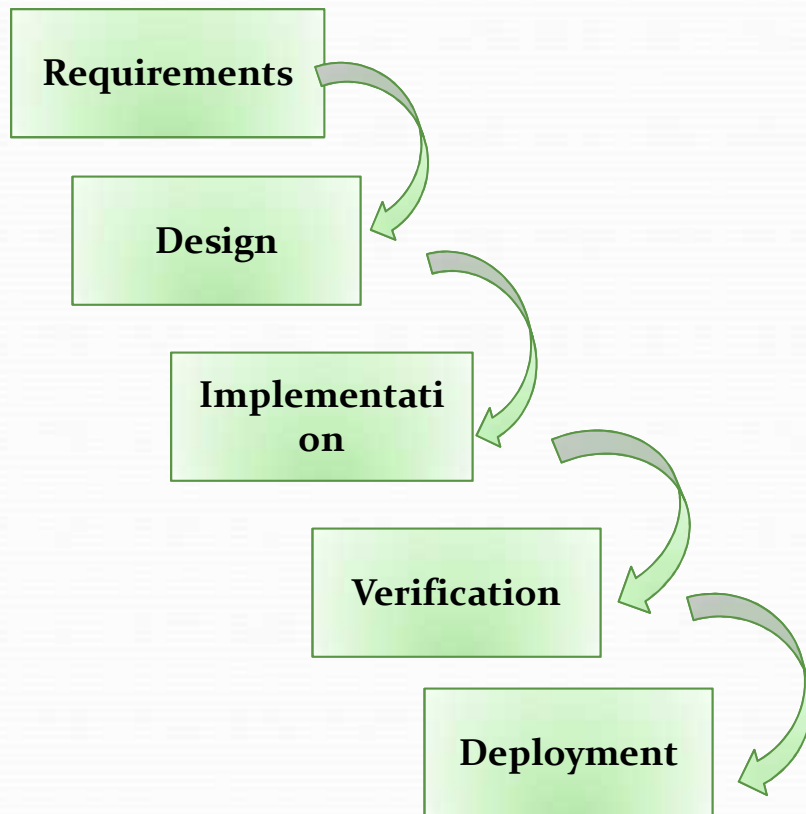 Requirements
Design
Implementati
on
Verification
Deployment